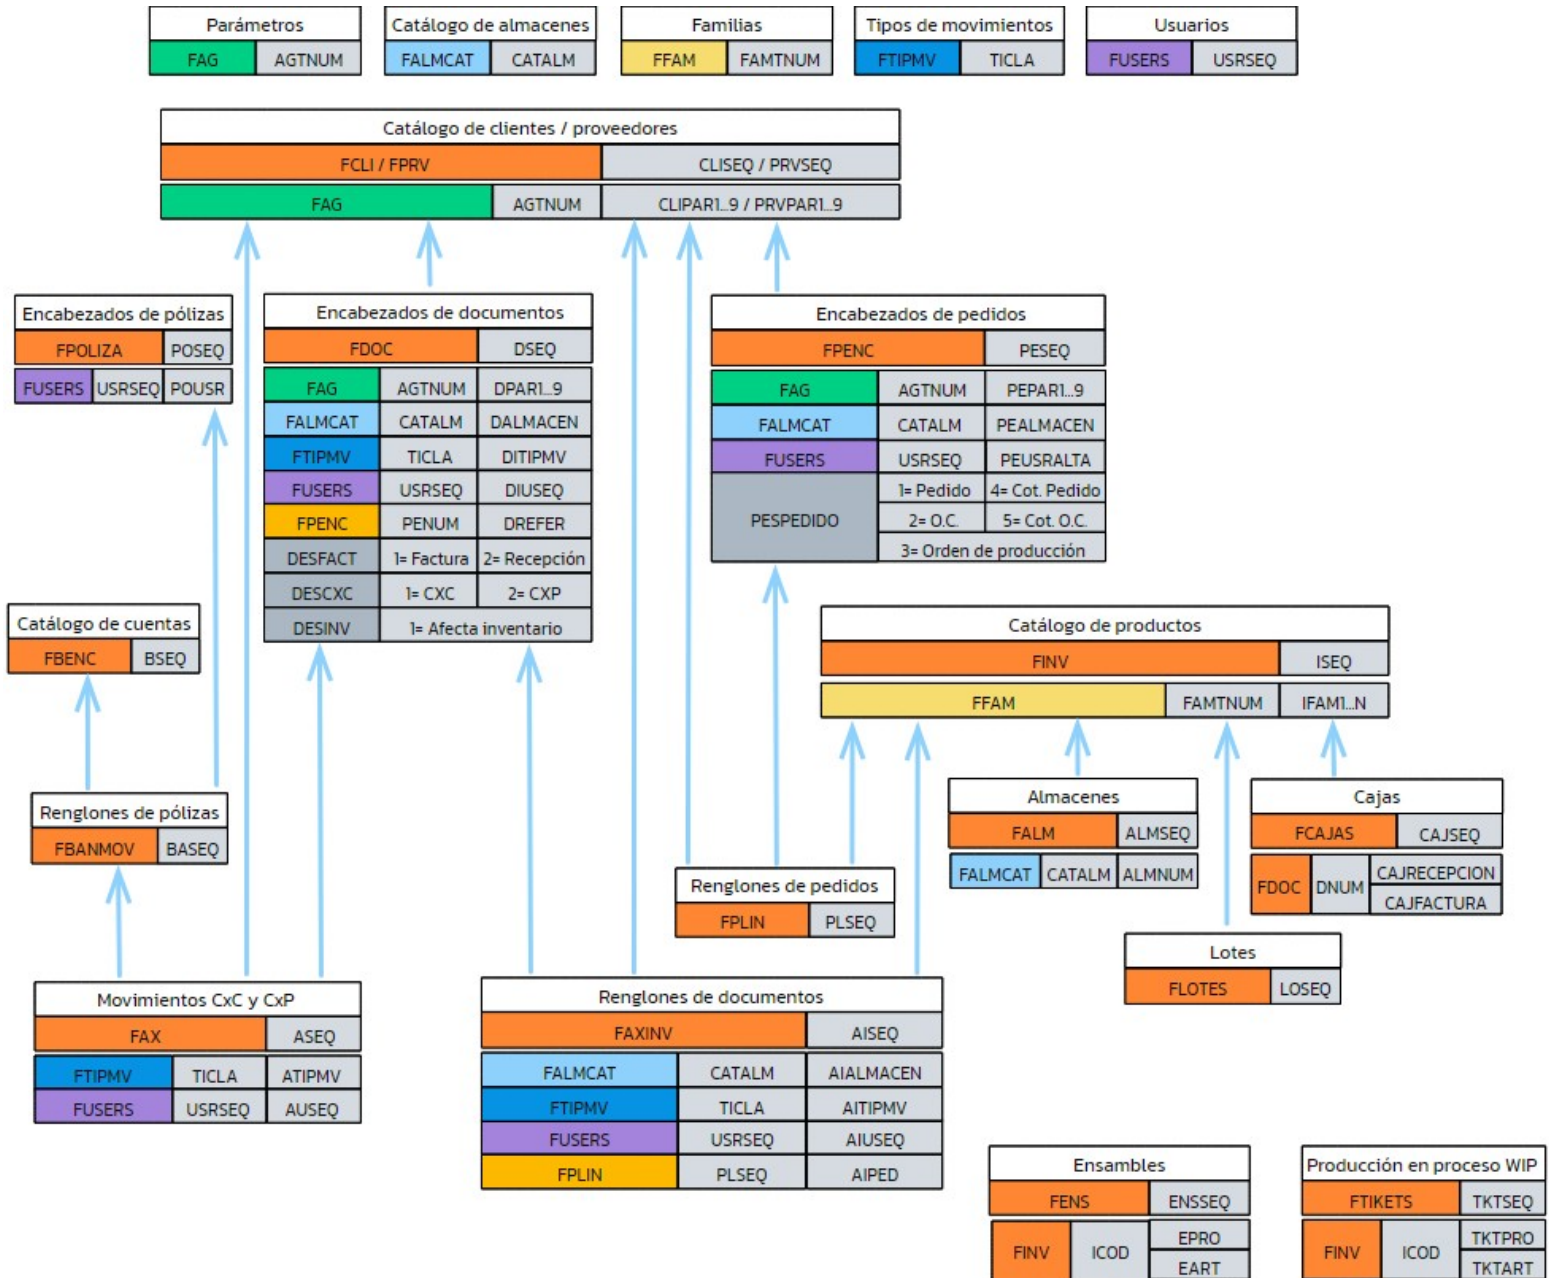 Parámetros
FAG AGTNUM
Catálogo de almacenes
FALMCAT CATALM
Familias
FFAM FAMTNUM
Tipos de movimientos
FTIPMV TICLA
Usuarios
FUSERS USRSEQ
Catálogo de clientes / proveedores
FCLI / FPRV CLISEQ / PRVSEQ
FAG AGTNUM CLIPAR1...9 / PRVPAR1...9
Encabezados de pólizas
FPOLIZA POSEQ
FUSERS USRSEQ POUSR
Encabezados de documentos
FDOC DSEQ
FAG AGTNUM DPAR1...9
FALMCAT CATALM DALMACEN
FTIPMV TICLA DITIPMV
FUSERS USRSEQ DIUSEQ
FPENC PENUM DREFER
DESFACT 1= Factura 2= Recepción
DESCXC 1= CXC 2= CXP
DESINV 1= Afecta inventario
Encabezados de pedidos
FPENC PESEQ
FAG AGTNUM PEPAR1...9
FALMCAT CATALM PEALMACEN
FUSERS USRSEQ PEUSRALTA
PESPEDIDO
1= Pedido 4= Cot. Pedido
2= O.C. 5= Cot. O.C.
3= Orden de producción
Catálogo de cuentas
FBENC BSEQ
Catálogo de productos
FINV ISEQ
FFAM FAMTNUM IFAM1...N
Renglones de pólizas
FBANMOV BASEQ
Almacenes
FALM ALMSEQ
FALMCAT CATALM ALMNUM
Cajas
FCAJAS CAJSEQ
FDOC DNUM
CAJRECEPCION
CAJFACTURA
Renglones de pedidos
FPLIN PLSEQ
Lotes
FLOTES LOSEQ
Movimientos CxC y CxP
FAX ASEQ
FTIPMV TICLA ATIPMV
FUSERS USRSEQ AUSEQ
Renglones de documentos
FAXINV AISEQ
FALMCAT CATALM AIALMACEN
FTIPMV TICLA AITIPMV
FUSERS USRSEQ AIUSEQ
FPLIN PLSEQ AIPED
Ensambles
FENS ENSSEQ
FINV ICOD
EPRO
EART
Producción en proceso WIP
FTIKETS TKTSEQ
FINV ICOD
TKTPRO
TKTART